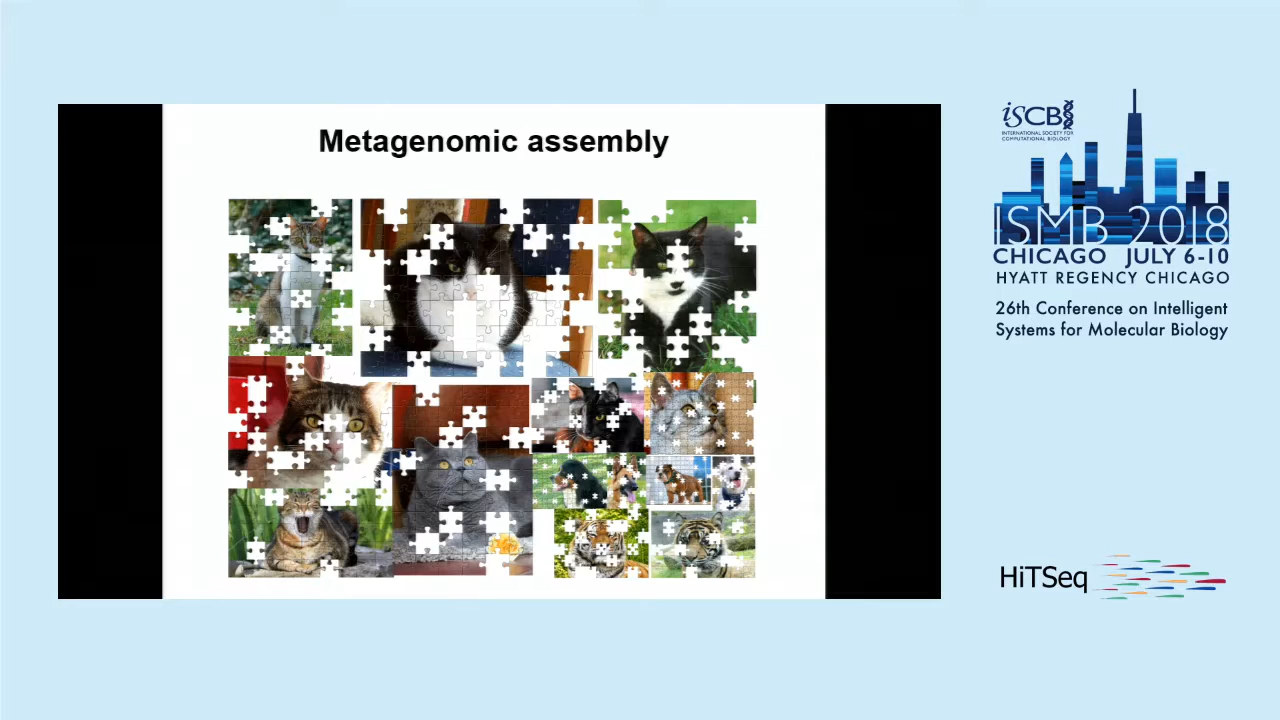 Metagenomic assembly
iSCB
INTERNATIONAL SOCIETY FOR
COMPUTATIONAL BIOLOGY
ISMB 2018
CHICAGO JULY 6-10
HYATT REGENCY CHICAGO
26th Conference on Intelligent
Systems for Molecular Biology
HiTSeq